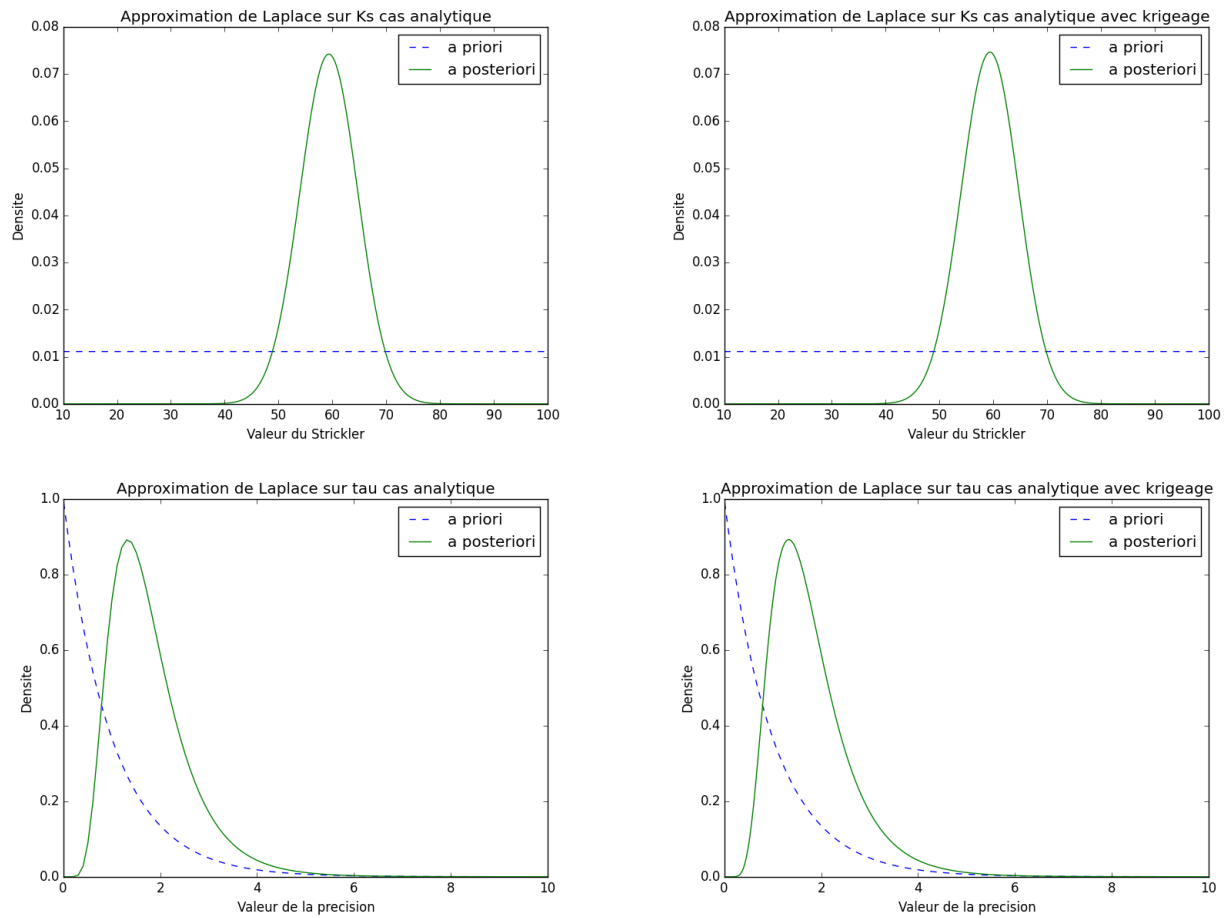 Approximation de Laplace sur Ks cas analytique
0.08
0.07
0.06
0.05
0.04
0.03
0.02
0.01
0.00
Densite
a priori
a posteriori
10 20 30 40 50 60 70 80 90 100
Valeur du Strickler
Approximation de Laplace sur Ks cas analytique avec krigeage
0.08
0.07
0.06
0.05
0.04
0.03
0.02
0.01
0.00
Densite
a priori
a posteriori
10 20 30 40 50 60 70 80 90 100
Valeur du Strickler
Approximation de Laplace sur tau cas analytique
1.0
0.8
0.6
0.4
0.2
0.0
Densite
a priori
a posteriori
0 2 4 6 8 10
Valeur de la precision
Approximation de Laplace sur tau cas analytique avec krigeage
1.0
0.8
0.6
0.4
0.2
0.0
Densite
a priori
a posteriori
0 2 4 6 8 10
Valeur de la precision